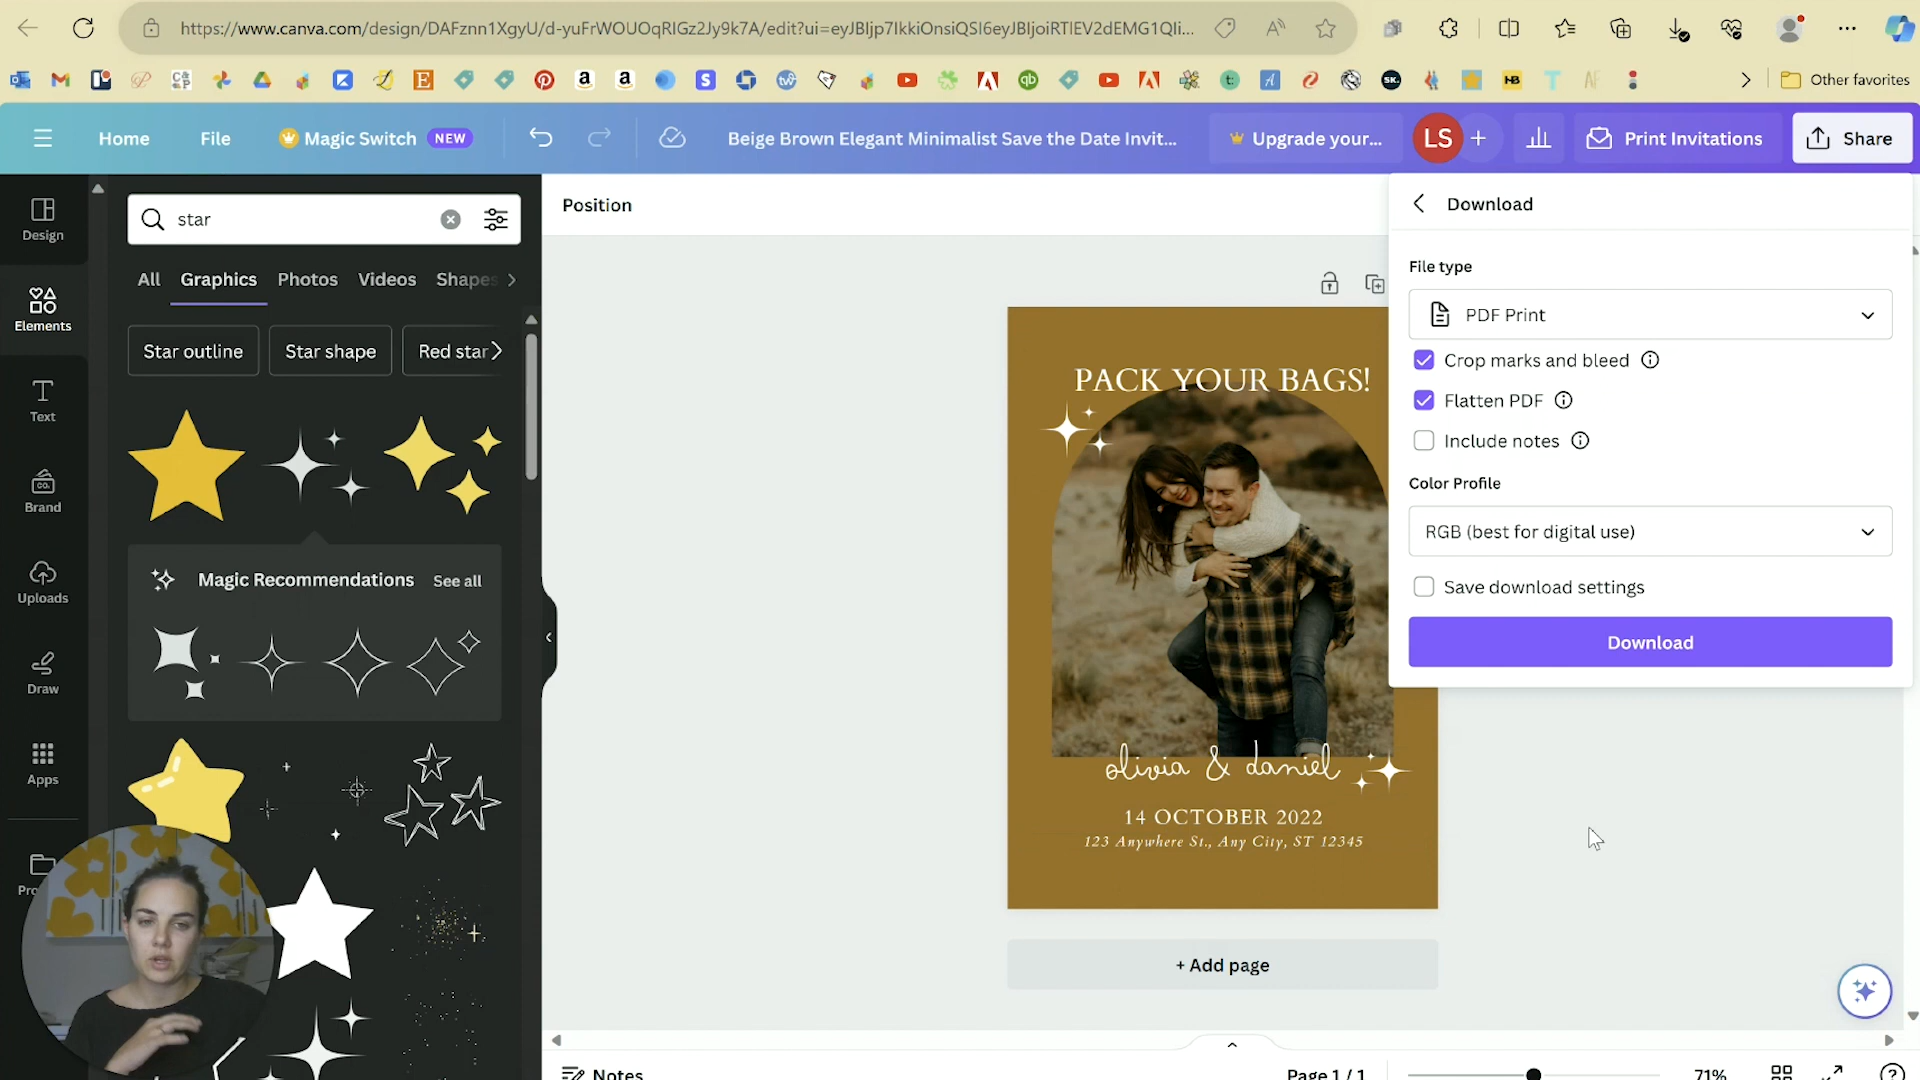 https://www.canva.com/design/DAFznn1XgyU/d-yuFrWOUOqRIGz2Jy9k7A/edit?ui=eyJBIjp7IkkiOnsiQSI6eyJBIjoiRTlEV2dEMG1QIi...
Other favorites
Home
File
Magic Switch
NEW
Beige Brown Elegant Minimalist Save the Date Invit...
Upgrade your...
LS
Print Invitations
Share
Design
Elements
Text
Brand
Uploads
Draw
Apps
star
All
Graphics
Photos
Videos
Shapes
Star outline
Star shape
Red star
Magic Recommendations
See all
Position
PACK YOUR BAGS!
olivia & daniel
14 OCTOBER 2022
123 Anywhere St., Any City, ST 12345
+ Add page
Download
File type
PDF Print
Crop marks and bleed
Flatten PDF
Include notes
Color Profile
RGB (best for digital use)
Save download settings
Download
Notes
Page 1 / 1
71%